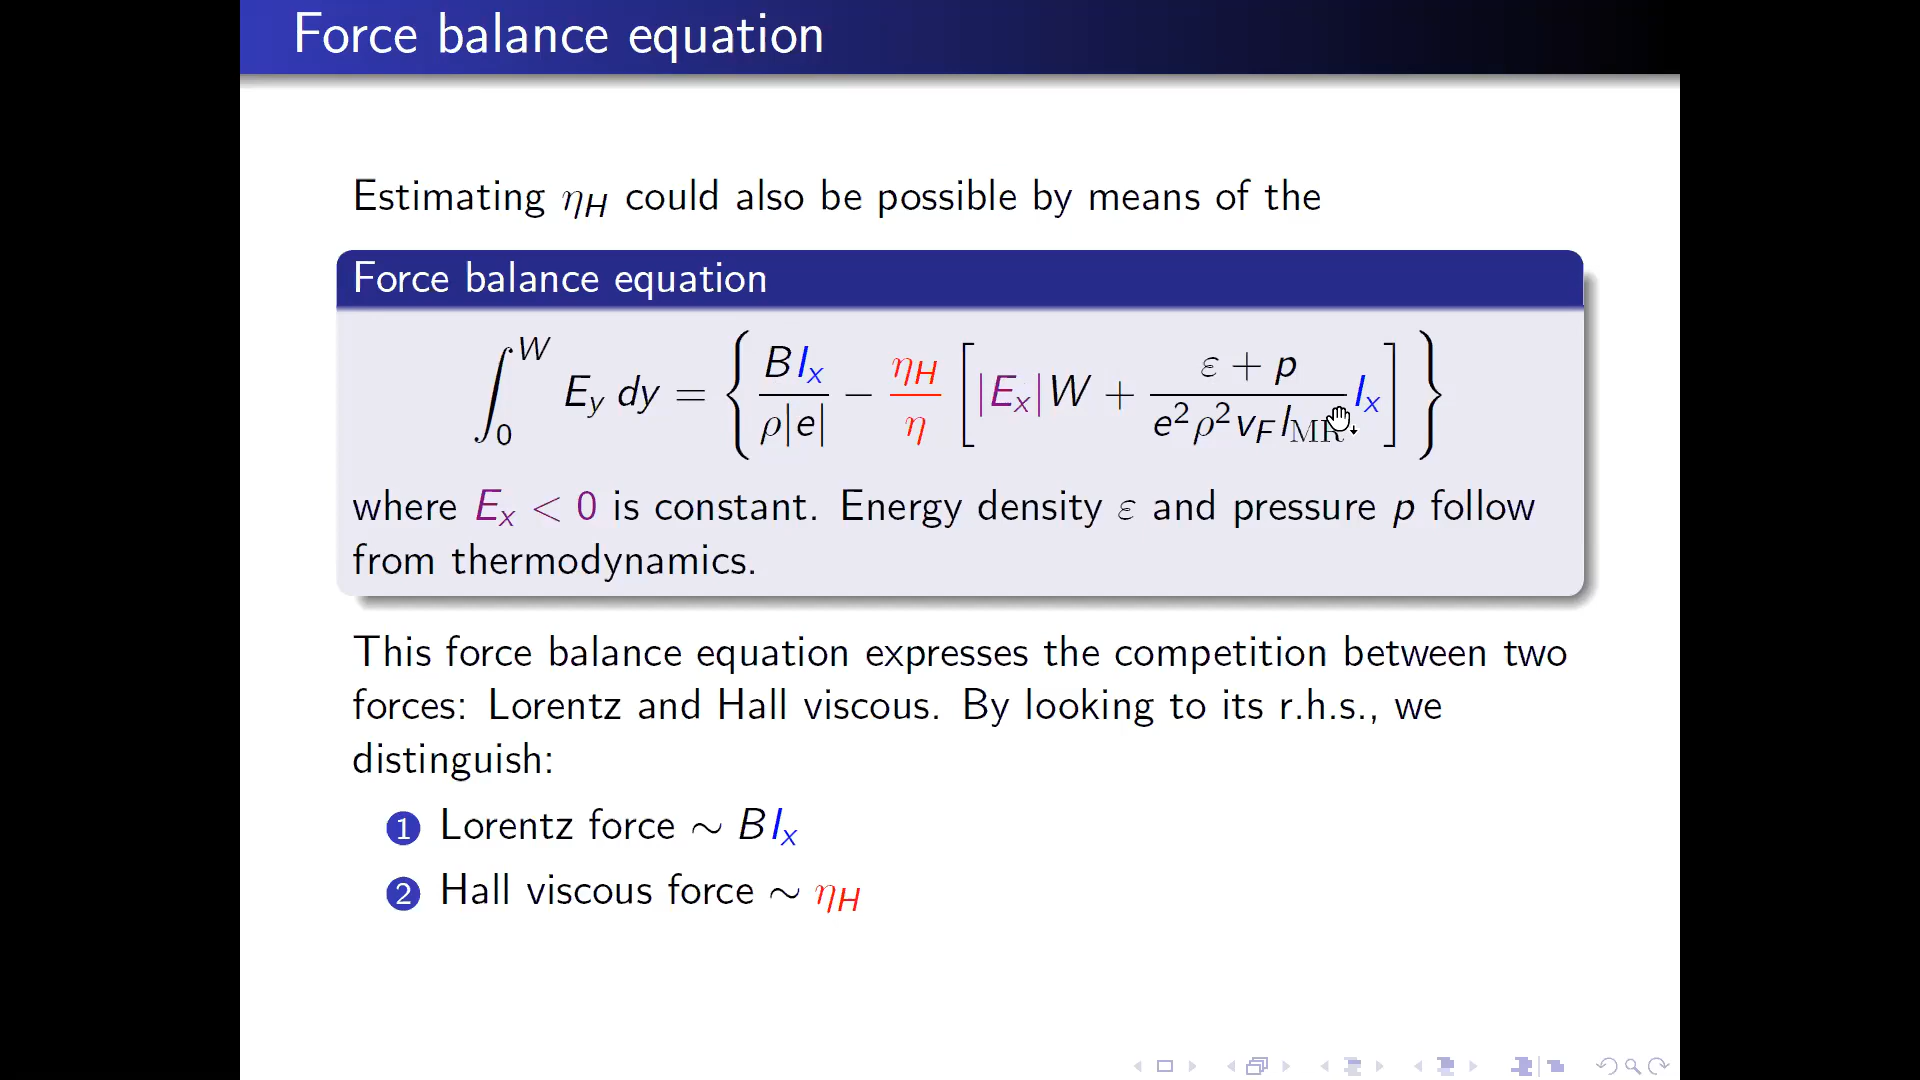 Force balance equation
Estimating η_H could also be possible by means of the
Force balance equation
∫_0^W E_y dy = { B I_x / ρ|e| − η_H / η [ |E_x| W + (ε + p) / (e² ρ² v_F l_MR) I_x ] }
where E_x < 0 is constant. Energy density ε and pressure p follow
from thermodynamics.
This force balance equation expresses the competition between two
forces: Lorentz and Hall viscous. By looking to its r.h.s., we
distinguish:
1 Lorentz force ∼ B I_x
2 Hall viscous force ∼ η_H